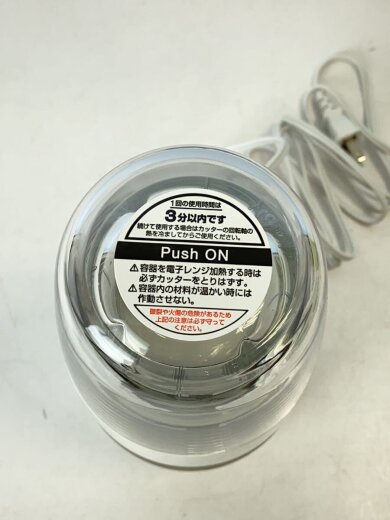 1回の使用時間は
3分以内です
続けて使用する場合はカッターの回転軸の
熱を冷ましてからご使用ください。
Push ON
⚠容器を電子レンジ加熱する時は
必ずカッターをとりはずす。
⚠容器内の材料が温かい時には
作動させない。
破裂や火傷の危険があるため
上記の注意は必ず守って
ください。